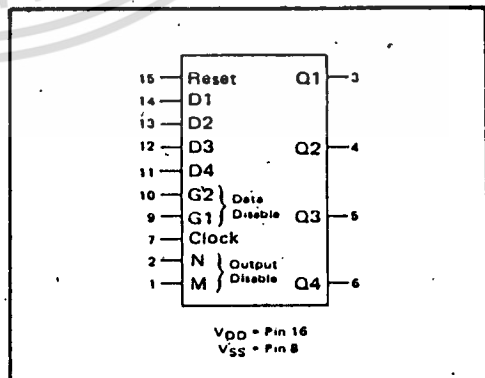 15 Reset Q1 3
14 D1
13 D2
12 D3 Q2 4
11 D4
10 G2 Data
9 G1 Disable Q3 5
7 Clock
2 N Output
1 M Disable Q4 6
VDD = Pin 16
VSS = Pin 8